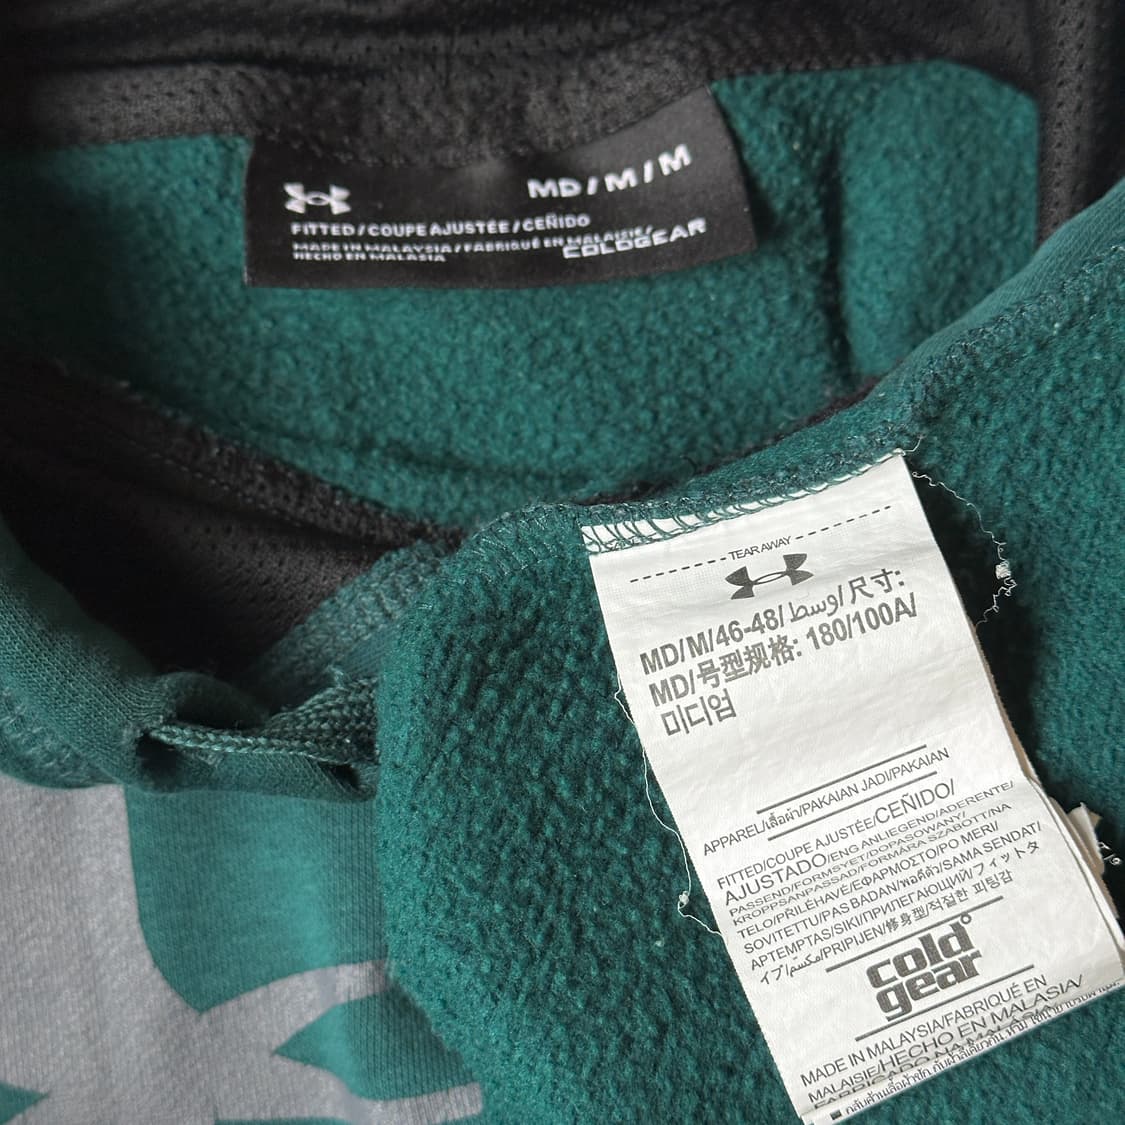 MD/M/M
FITTED/COUPE AJUSTÉE/CEÑIDO
MADE IN MALAYSIA/FABRIQUÉ EN MALAISIE/
HECHO EN MALASIA
COLDGEAR
TEAR AWAY
MD/M/46-48/وسط/尺寸:
MD/号型规格: 180/100A/
미디엄
APPAREL/เสื้อผ้า/PAKAIAN JADI/PAKAIAN
FITTED/COUPE AJUSTÉE/CEÑIDO/
AJUSTADO/ENG ANLIEGEND/ADERENTE/
PASSEND/FORMSYET/DOPASOWANY/
KROPPSANPASSAD/FORMÁRA SZABOTT/NA
TELO/PŘILÉHAVÉ/ΕΦΑΡΜΟΣΤΟ/PO MERI/
SOVITETTU/PAS BADAN/พอดีตัว/SAMA SENDAT/
APTEMPTAS/SIKI/ПРИЛЕГАЮЩИЙ/フィットタ
イプ/مكسّم/PRIPIJEN/修身型/적절한 피팅감
cold
gear
MADE IN MALAYSIA/FABRIQUÉ EN
MALAISIE/HECHO EN MALASIA/